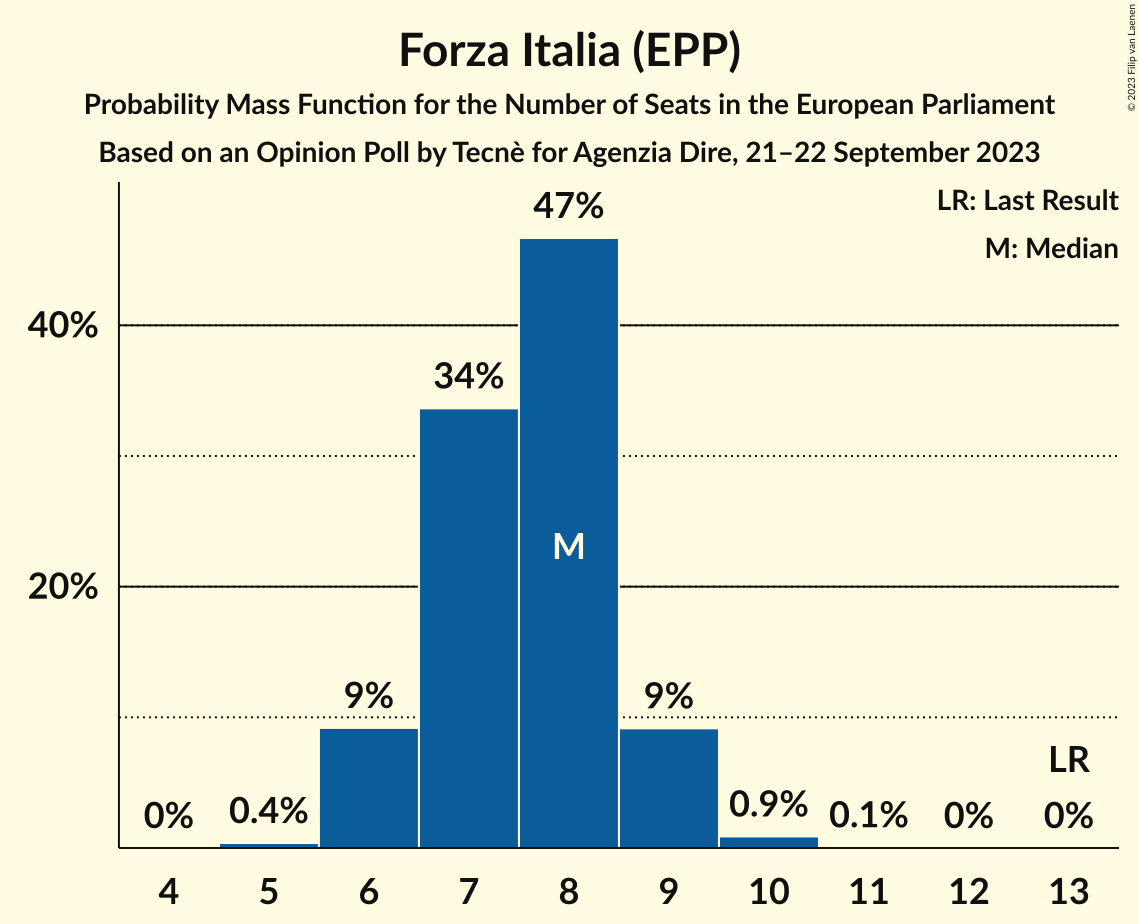 Forza Italia (EPP)
Probability Mass Function for the Number of Seats in the European Parliament
Based on an Opinion Poll by Tecnè for Agenzia Dire, 21–22 September 2023
© 2023 Filip van Laenen
LR: Last Result
M: Median
47%
40%
34%
M
20%
9%
9%
LR
0%
0.4%
0.9%
0.1%
0%
0%
4 5 6 7 8 9 10 11 12 13